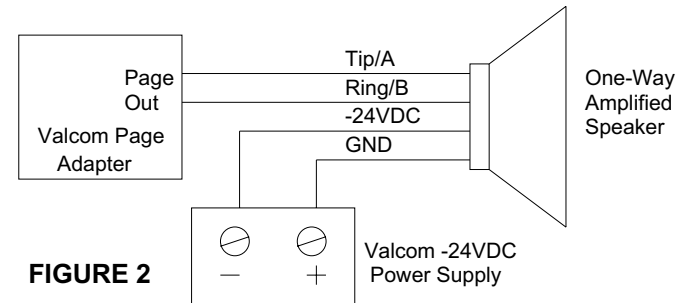 Page
Out
Valcom Page
Adapter
Tip/A
Ring/B
-24VDC
GND
One-Way
Amplified
Speaker
FIGURE 2
− +
Valcom -24VDC
Power Supply